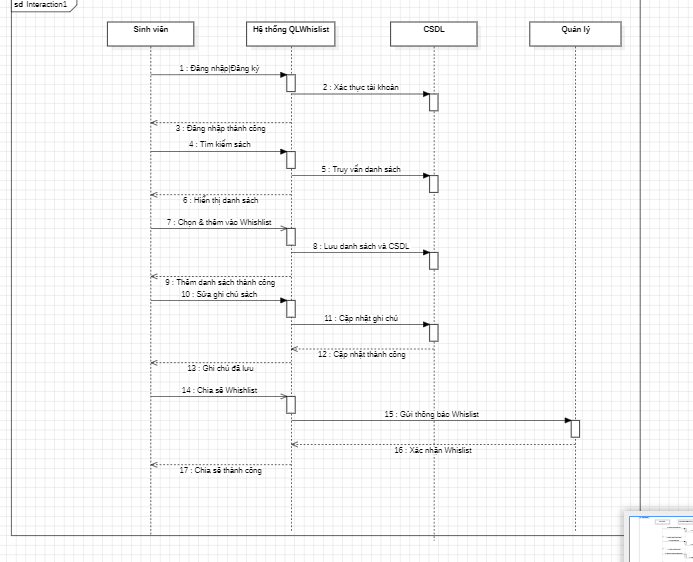 sd Interaction1
Sinh viên
Hệ thống QLWhislist
CSDL
Quản lý
1 : Đăng nhập|Đăng ký
2 : Xác thực tài khoản
3 : Đăng nhập thành công
4 : Tìm kiếm sách
5 : Truy vấn danh sách
6 : Hiển thị danh sách
7 : Chọn & thêm vào Whishlist
8 : Lưu danh sách và CSDL
9 : Thêm danh sách thành công
10 : Sửa ghi chú sách
11 : Cập nhật ghi chú
12 : Cập nhật thành công
13 : Ghi chú đã lưu
14 : Chia sẽ Whishlist
15 : Gửi thông báo Whislist
16 : Xác nhận Whislist
17 : Chia sẽ thành công